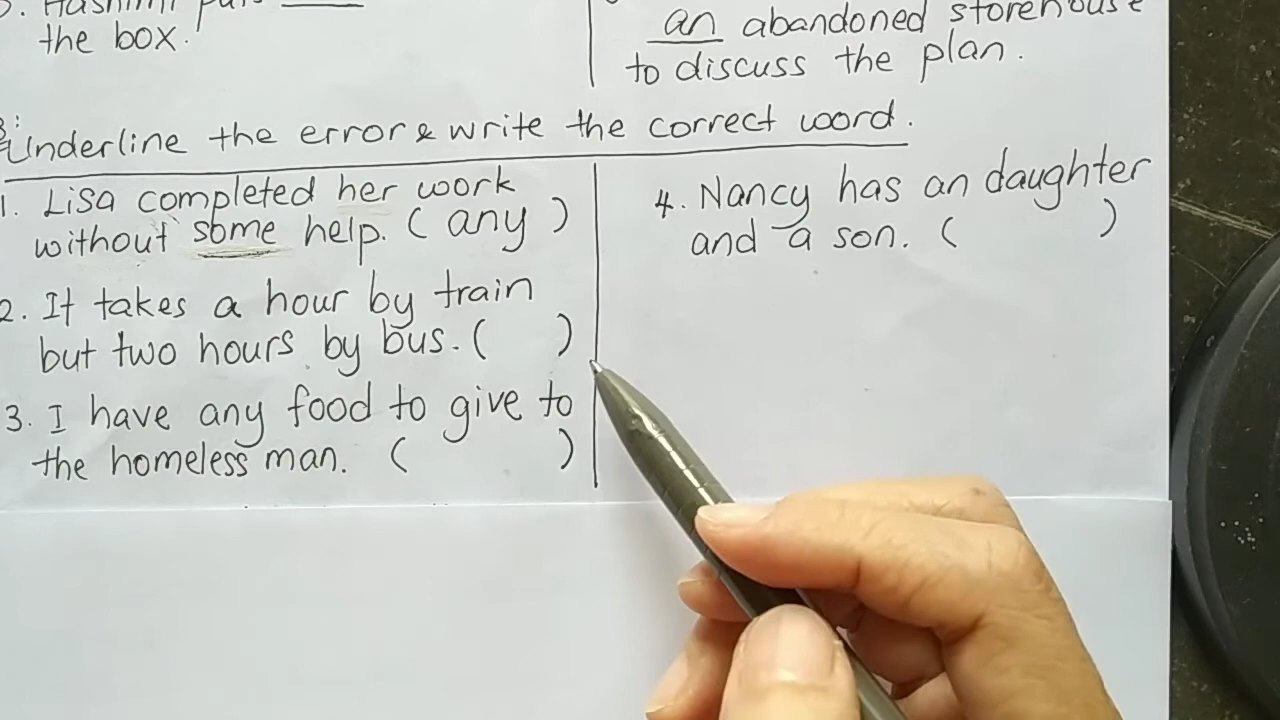 the box.
an abandoned storehouse
to discuss the plan.
Underline the error & write the correct word.
1. Lisa completed her work
without some help. ( any )
2. It takes a hour by train
but two hours by bus. ( )
3. I have any food to give to
the homeless man. ( )
4. Nancy has an daughter
and a son. ( )